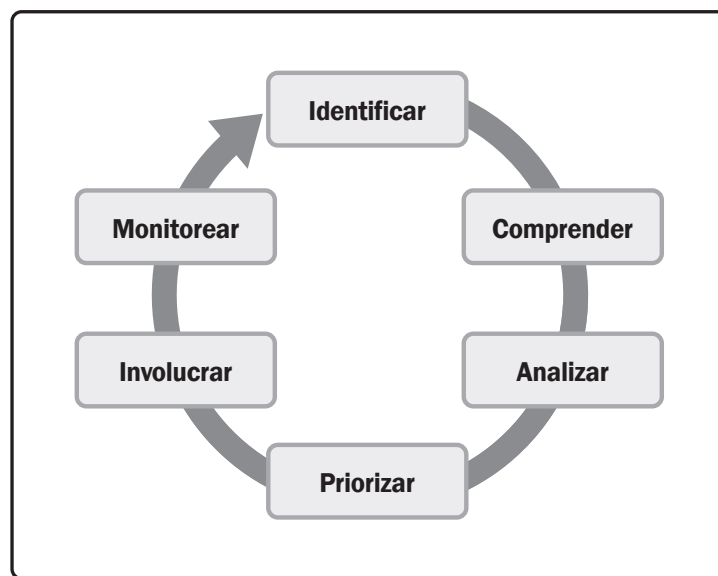 Identificar
Comprender
Analizar
Priorizar
Involucrar
Monitorear